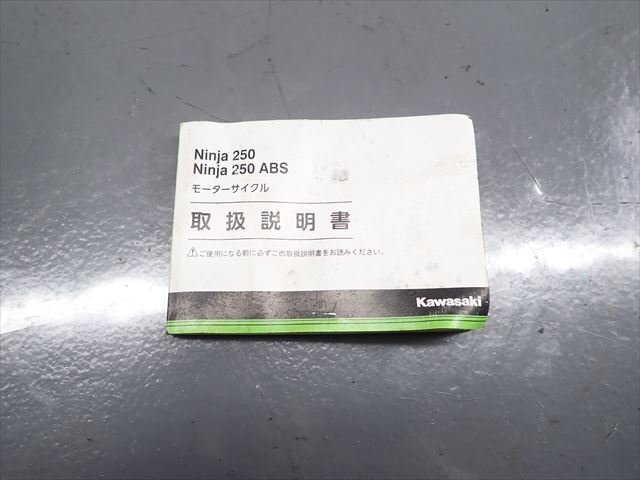 Ninja 250
Ninja 250 ABS
モーターサイクル
取扱説明書
⚠ご使用になる前に必ずこの取扱説明書をお読みください。
Kawasaki